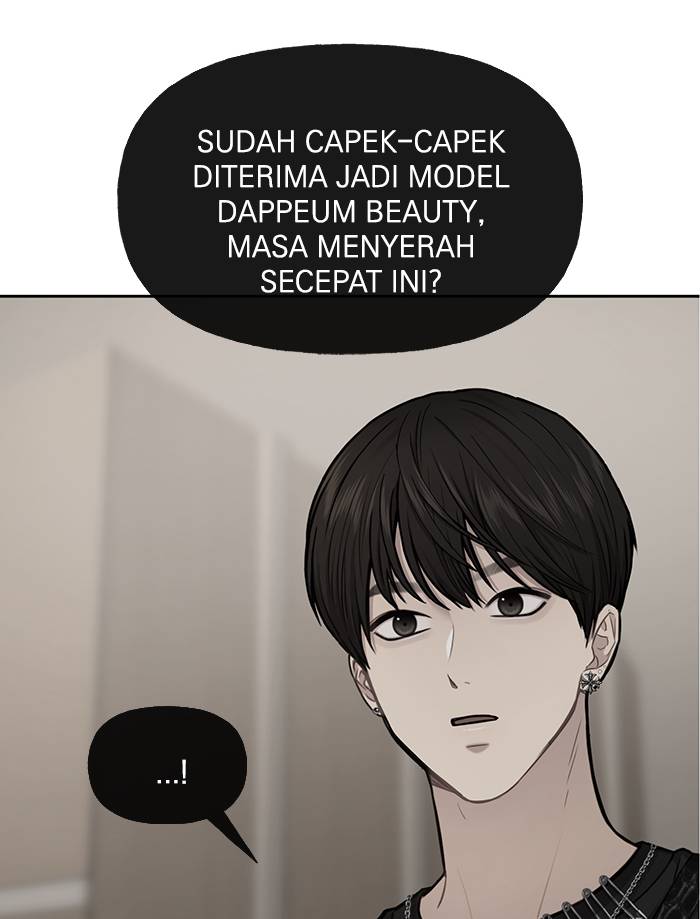 SUDAH CAPEK-CAPEK
DITERIMA JADI MODEL
DAPPEUM BEAUTY,
MASA MENYERAH
SECEPAT INI?
...!